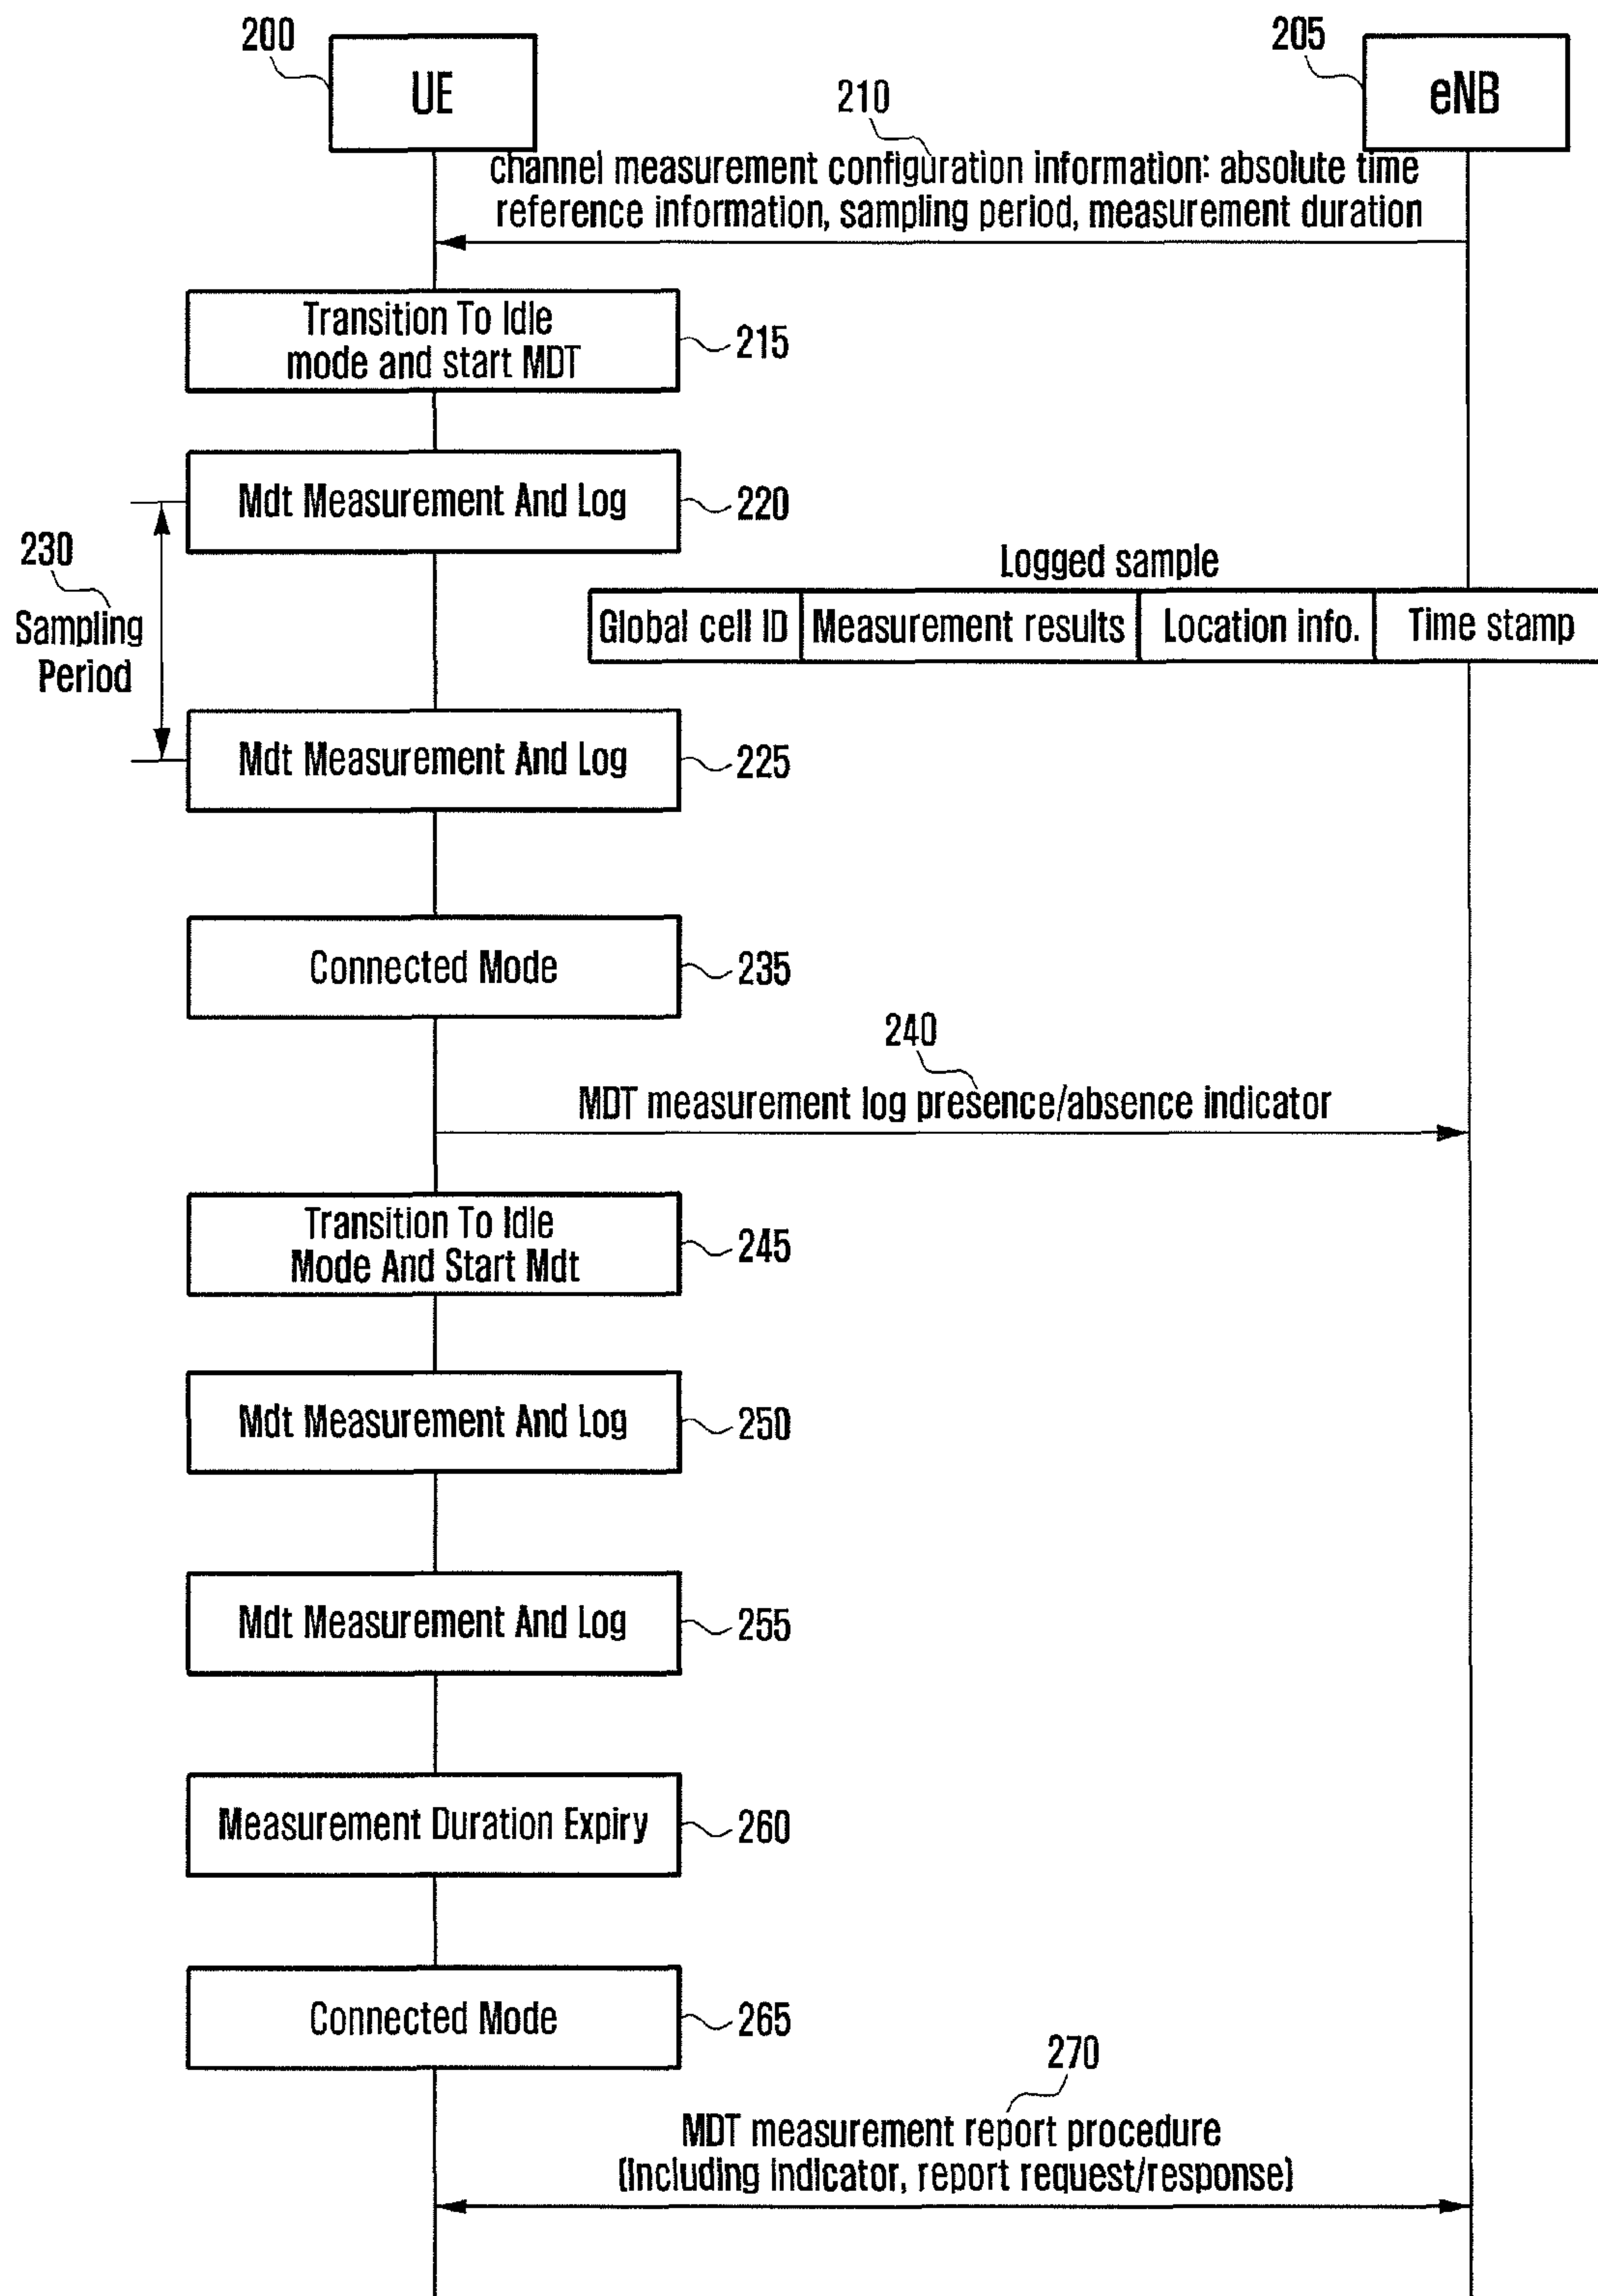 200
UE
205
eNB
210
channel measurement configuration information: absolute time
reference information, sampling period, measurement duration
Transition To Idle
mode and start MDT
215
Mdt Measurement And Log
220
230
Sampling
Period
Logged sample
Global cell ID
Measurement results
Location info.
Time stamp
Mdt Measurement And Log
225
Connected Mode
235
240
MDT measurement log presence/absence indicator
Transition To Idle
Mode And Start Mdt
245
Mdt Measurement And Log
250
Mdt Measurement And Log
255
Measurement Duration Expiry
260
Connected Mode
265
270
MDT measurement report procedure
(including indicator, report request/response)